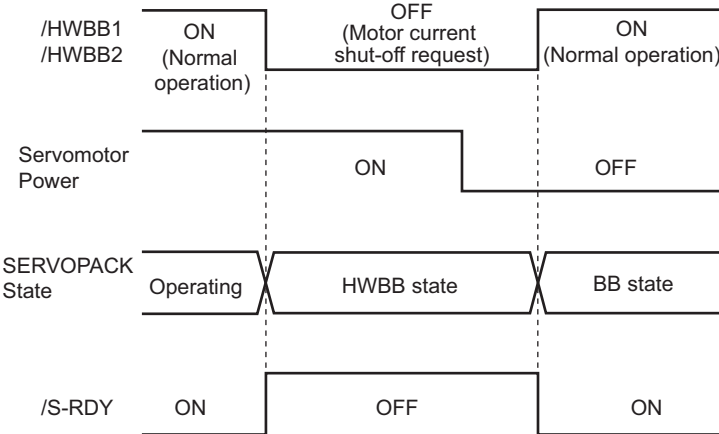 /HWBB1
/HWBB2
ON
(Normal
operation)
OFF
(Motor current
shut-off request)
ON
(Normal operation)
Servomotor
Power
ON
OFF
SERVOPACK
State
Operating
HWBB state
BB state
/S-RDY
ON
OFF
ON